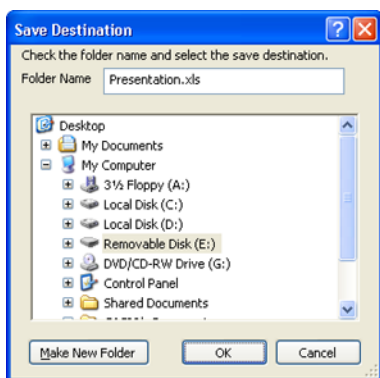 Save Destination
Check the folder name and select the save destination.
Folder Name Presentation.xls
Desktop
My Documents
My Computer
3½ Floppy (A:)
Local Disk (C:)
Local Disk (D:)
Removable Disk (E:)
DVD/CD-RW Drive (G:)
Control Panel
Shared Documents
Make New Folder OK Cancel